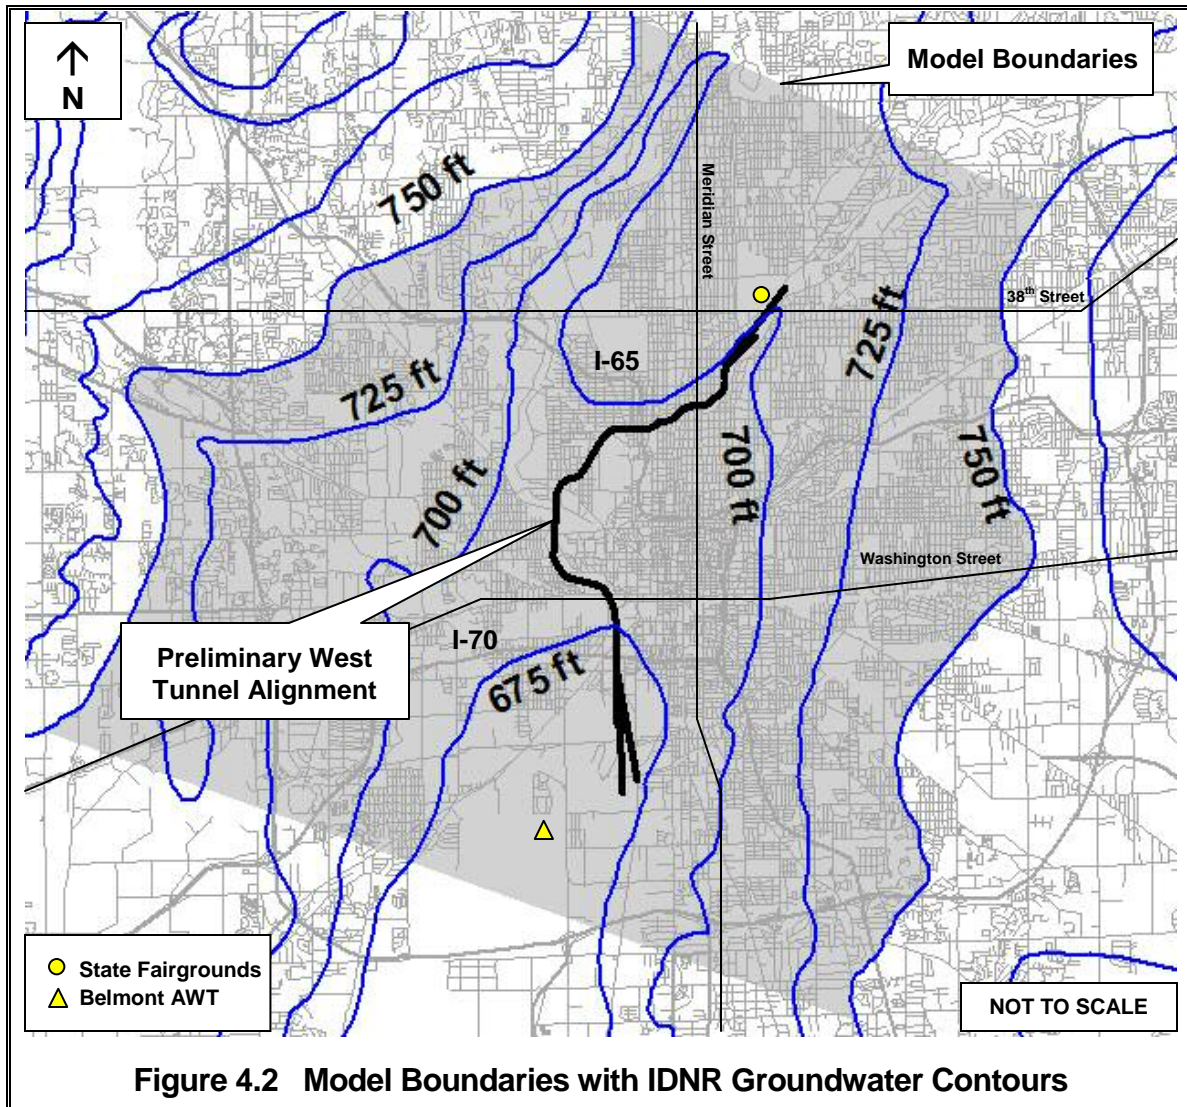 N
Model Boundaries
750 ft
Meridian Street
38th Street
725 ft
I-65
725 ft
700 ft
750 ft
700 ft
Washington Street
Preliminary West
Tunnel Alignment
I-70
675 ft
State Fairgrounds
Belmont AWT
NOT TO SCALE
Figure 4.2 Model Boundaries with IDNR Groundwater Contours